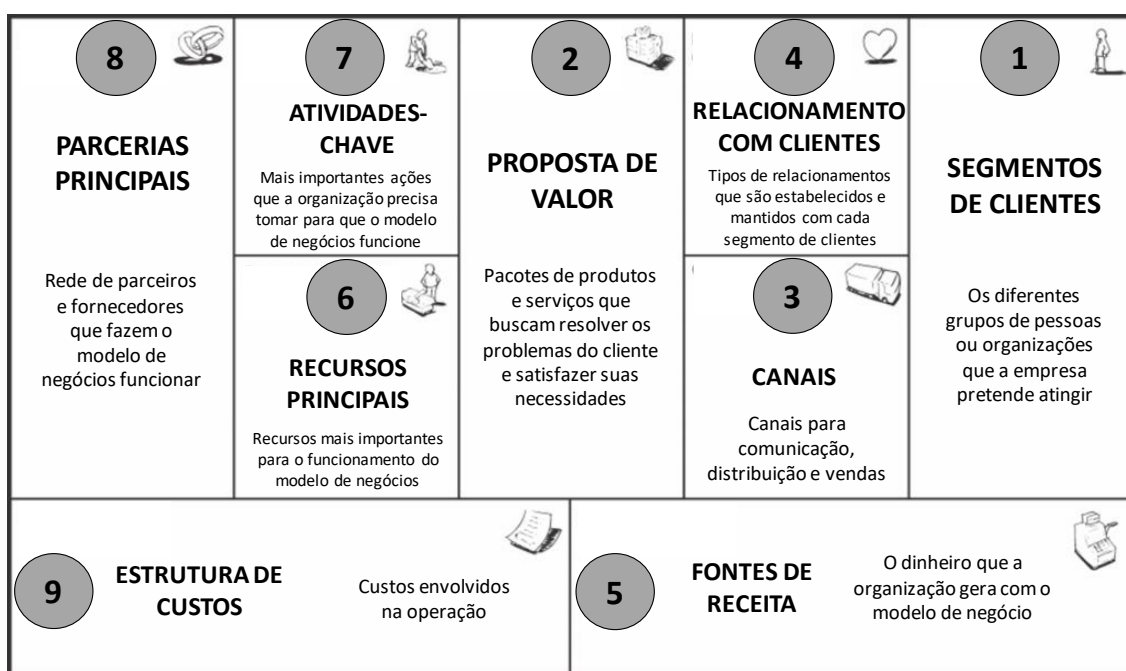 8
PARCERIAS
PRINCIPAIS
Rede de parceiros
e fornecedores
que fazem o
modelo de
negócios funcionar
7
ATIVIDADES-
CHAVE
Mais importantes ações
que a organização precisa
tomar para que o modelo
de negócios funcione
6
RECURSOS
PRINCIPAIS
Recursos mais importantes
para o funcionamento do
modelo de negócios
2
PROPOSTA DE
VALOR
Pacotes de produtos
e serviços que
buscam resolver os
problemas do cliente
e satisfazer suas
necessidades
4
RELACIONAMENTO
COM CLIENTES
Tipos de relacionamentos
que são estabelecidos e
mantidos com cada
segmento de clientes
3
CANAIS
Canais para
comunicação,
distribuição e vendas
1
SEGMENTOS
DE CLIENTES
Os diferentes
grupos de pessoas
ou organizações
que a empresa
pretende atingir
9
ESTRUTURA DE
CUSTOS
Custos envolvidos
na operação
5
FONTES DE
RECEITA
O dinheiro que a
organização gera com o
modelo de negócio